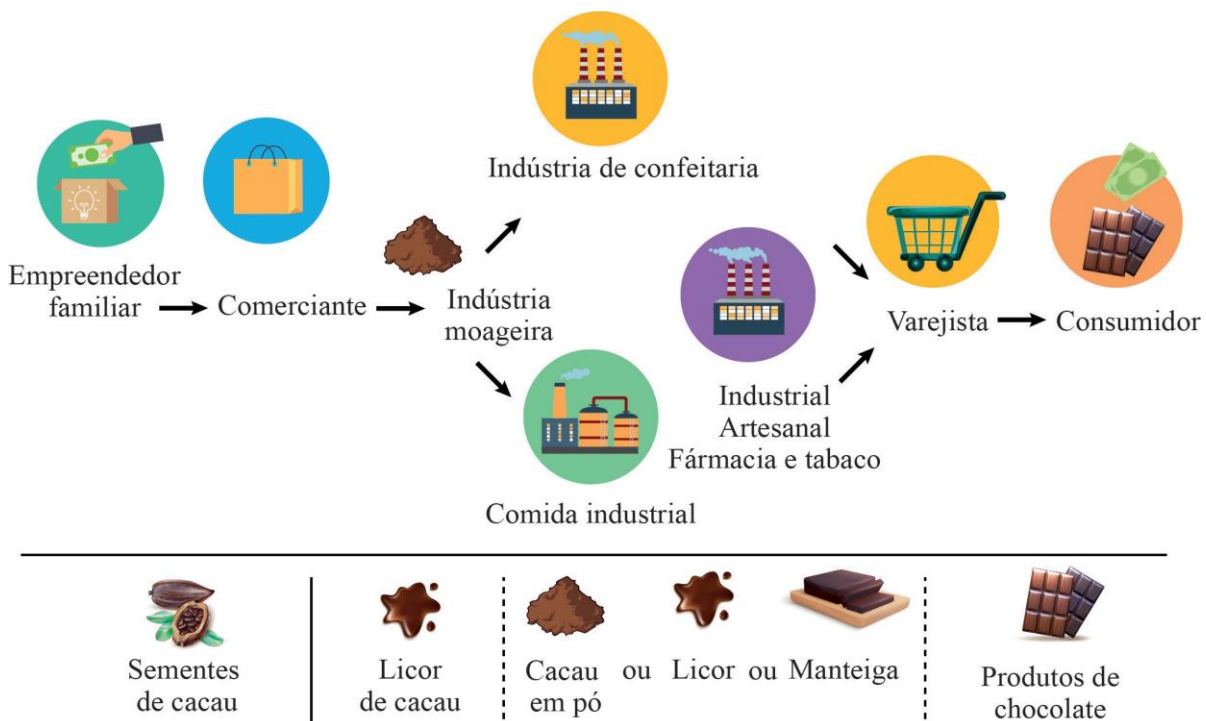 Indústria de confeitaria
Empreendedor
familiar
Comerciante
Indústria
moageira
Varejista
Consumidor
Industrial
Artesanal
Fármacia e tabaco
Comida industrial
Sementes
de cacau
Licor
de cacau
Cacau ou Licor ou Manteiga
em pó
Produtos de
chocolate